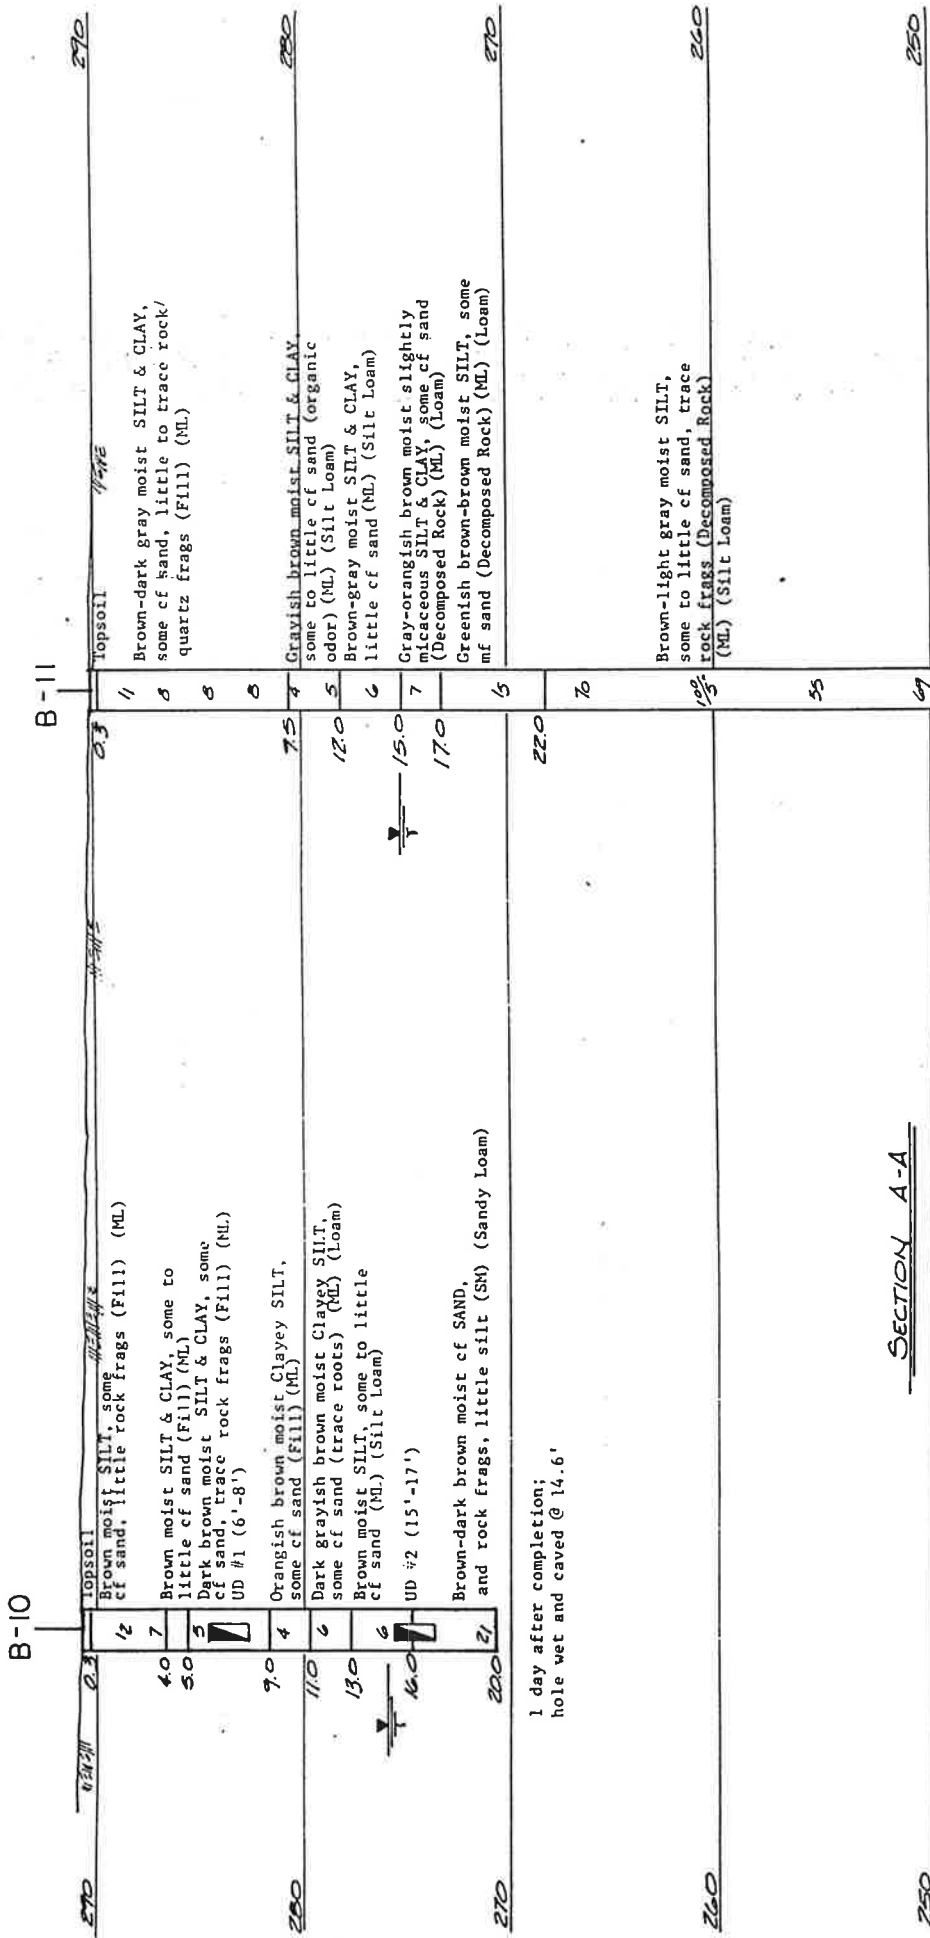 B-10
290
0.3
4.0
5.0
9.0
11.0
13.0
16.0
20.0
12
7
5
4
6
6
21
Topsoil
Brown moist SILT, some
cf sand, little rock frags (Fill) (ML)
Brown moist SILT & CLAY, some to
little cf sand (Fill) (ML)
Dark brown moist SILT & CLAY, some
cf sand, trace rock frags (Fill) (ML)
UD #1 (6'-8')
Orangish brown moist Clayey SILT,
some cf sand (Fill) (ML)
Dark grayish brown moist Clayey SILT,
some cf sand (trace roots) (ML) (Loam)
Brown moist SILT, some to little
cf sand (ML) (Silt Loam)
UD #2 (15'-17')
Brown-dark brown moist cf SAND,
and rock frags, little silt (SM) (Sandy Loam)
1 day after completion;
hole wet and caved @ 14.6'
280
270
260
250
B-11
0.3
7.5
12.0
15.0
17.0
22.0
11
8
8
8
4
5
6
7
15
70
55
69
Topsoil
Brown-dark gray moist SILT & CLAY,
some cf sand, little to trace rock/
quartz frags (Fill) (ML)
Grayish brown moist SILT & CLAY,
some to little cf sand (organic
odor) (ML) (Silt Loam)
Brown-gray moist SILT & CLAY,
little cf sand (ML) (Silt Loam)
Gray-orangish brown moist slightly
micaceous SILT & CLAY, some cf sand
(Decomposed Rock) (ML) (Loam)
Greenish brown-brown moist SILT, some
mf sand (Decomposed Rock) (ML) (Loam)
Brown-light gray moist SILT,
some to little cf sand, trace
rock frags (Decomposed Rock)
(ML) (Silt Loam)
290
280
270
260
250
SECTION A-A